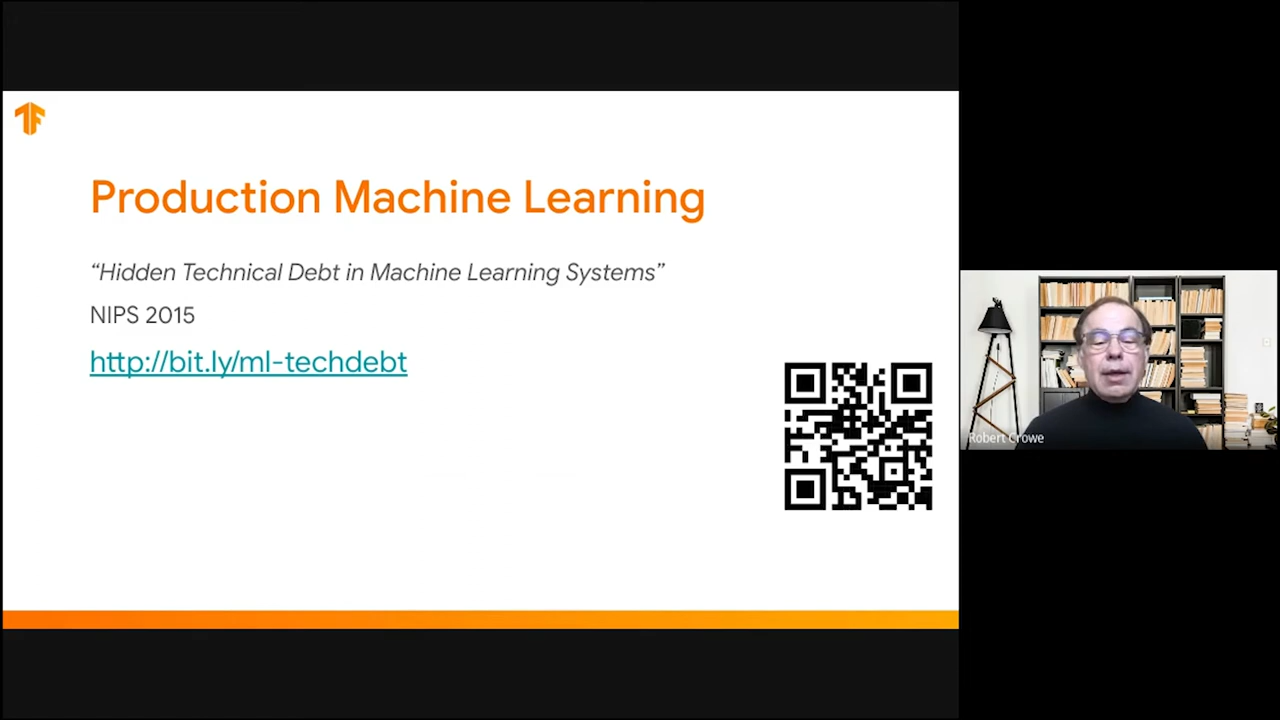 Production Machine Learning
“Hidden Technical Debt in Machine Learning Systems”
NIPS 2015
http://bit.ly/ml-techdebt
Robert Crowe